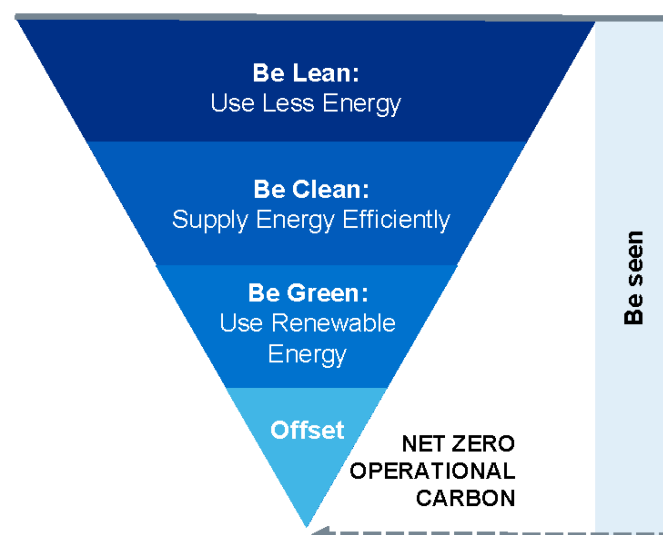 Be Lean:
Use Less Energy
Be Clean:
Supply Energy Efficiently
Be Green:
Use Renewable
Energy
Offset
NET ZERO
OPERATIONAL
CARBON
Be seen